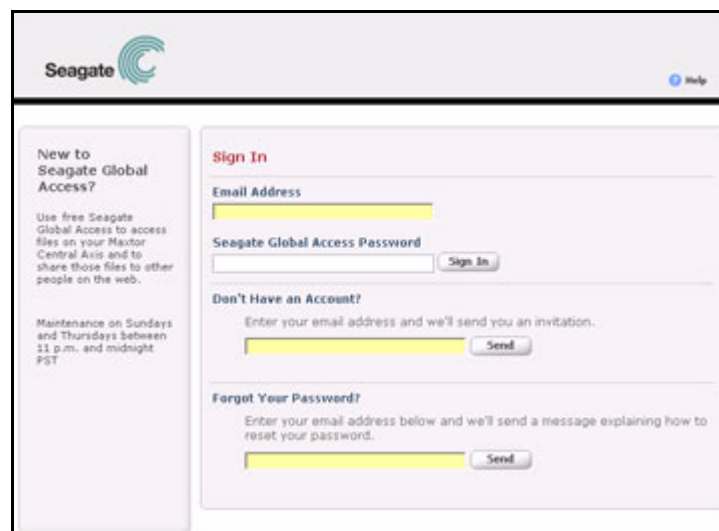 Seagate
Help
New to
Seagate Global
Access?
Use free Seagate
Global Access to access
files on your Maxtor
Central Axis and to
share those files to other
people on the web.
Maintenance on Sundays
and Thursdays between
11 p.m. and midnight
PST
Sign In
Email Address
Seagate Global Access Password
Sign In
Don't Have an Account?
Enter your email address and we'll send you an invitation.
Send
Forgot Your Password?
Enter your email address below and we'll send a message explaining how to
reset your password.
Send